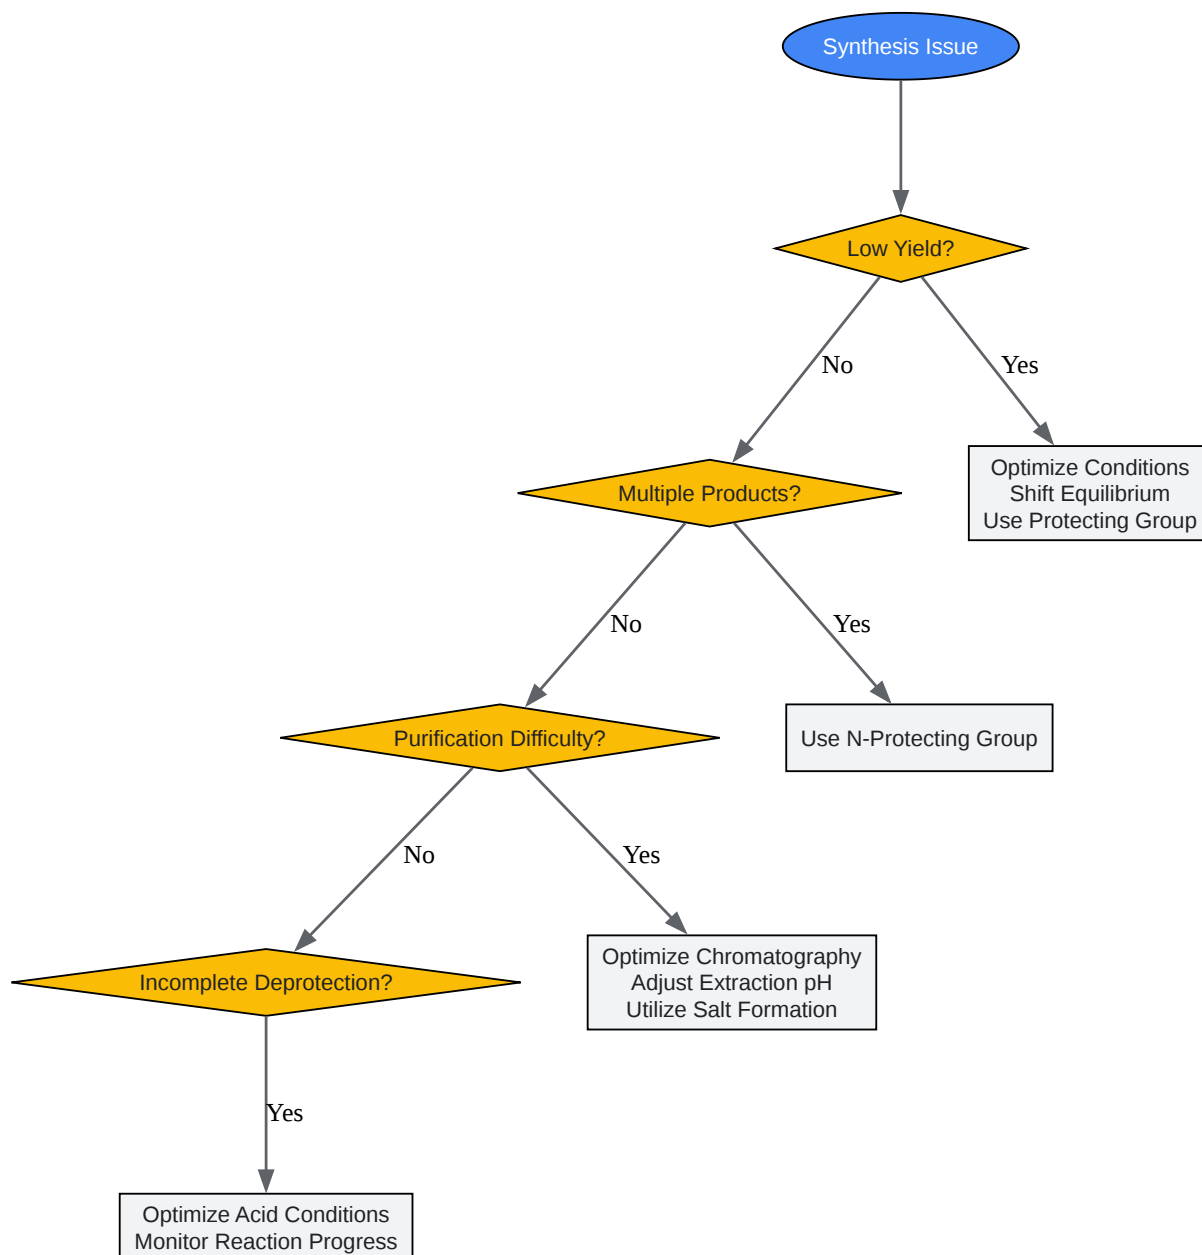 Synthesis Issue
Low Yield?
No
Yes
Optimize Conditions
Shift Equilibrium
Use Protecting Group
Multiple Products?
No
Yes
Use N-Protecting Group
Purification Difficulty?
No
Yes
Optimize Chromatography
Adjust Extraction pH
Utilize Salt Formation
Incomplete Deprotection?
Yes
Optimize Acid Conditions
Monitor Reaction Progress